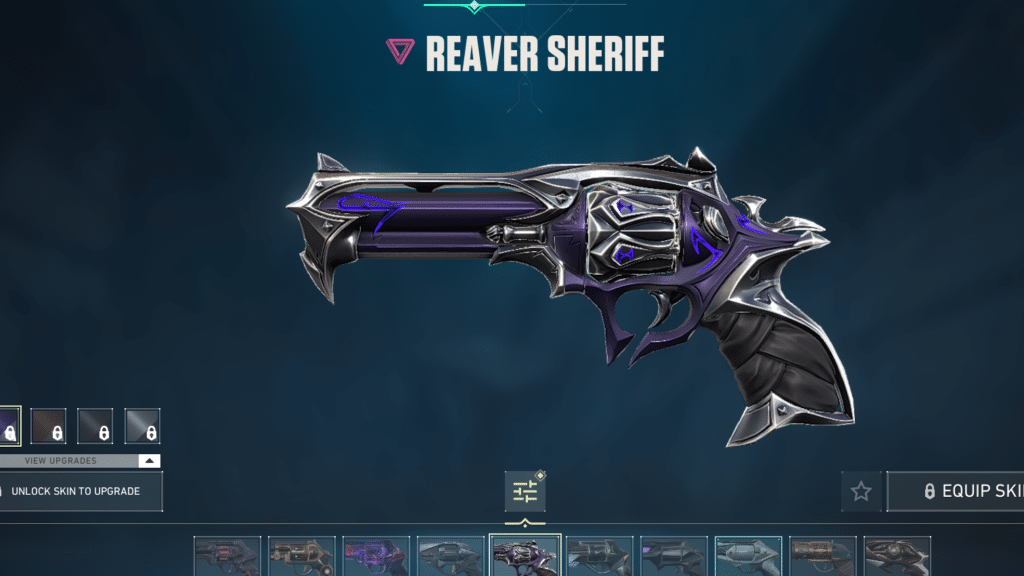 REAVER SHERIFF
VIEW UPGRADES
UNLOCK SKIN TO UPGRADE
EQUIP SKI